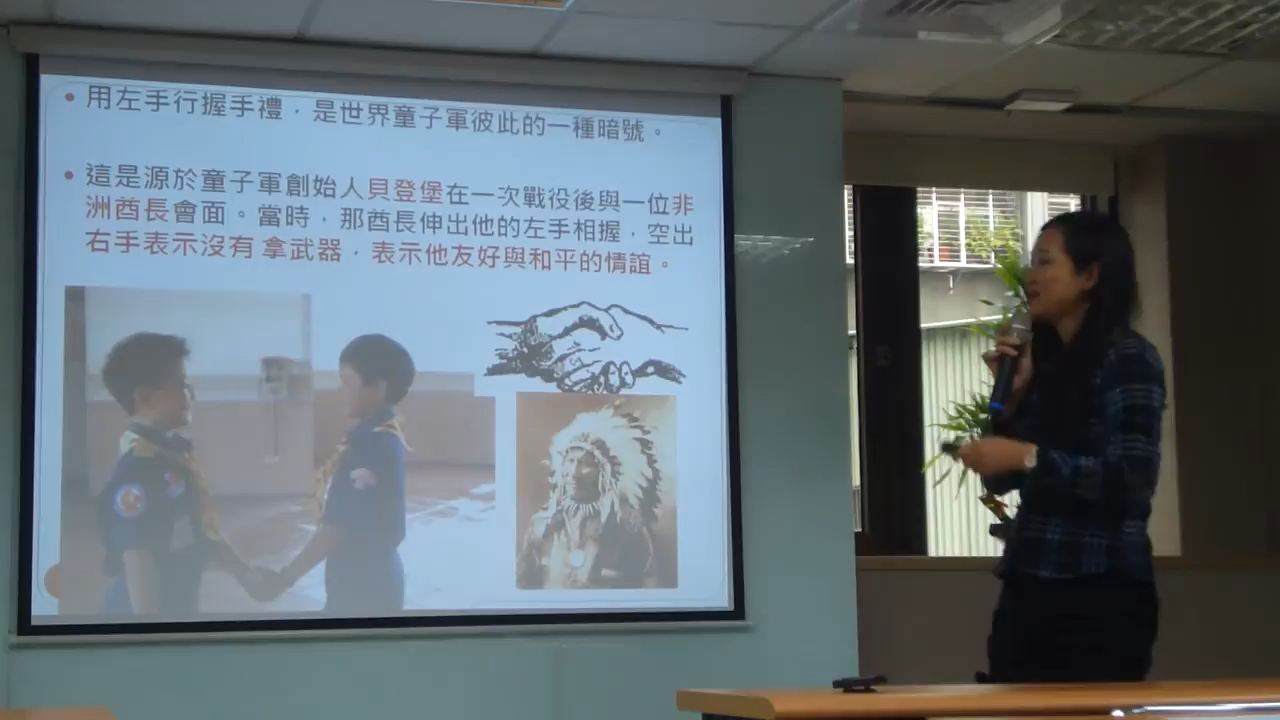 用左手行握手禮，是世界童子軍彼此的一種暗號。
這是源於童子軍創始人貝登堡在一次戰役後與一位非
洲酋長會面。當時，那酋長伸出他的左手相握，空出
右手表示沒有 拿武器，表示他友好與和平的情誼。